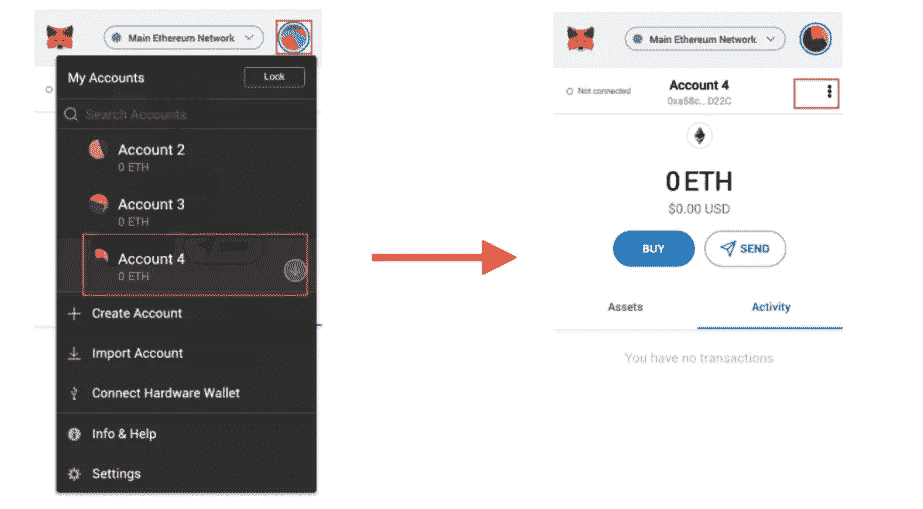 Main Ethereum Network
My Accounts
Lock
Search Accounts
Account 2
0 ETH
Account 3
0 ETH
Account 4
0 ETH
Create Account
Import Account
Connect Hardware Wallet
Info & Help
Settings
Main Ethereum Network
Not connected
Account 4
0xa58c...D22C
0 ETH
$0.00 USD
BUY
SEND
Assets
Activity
You have no transactions